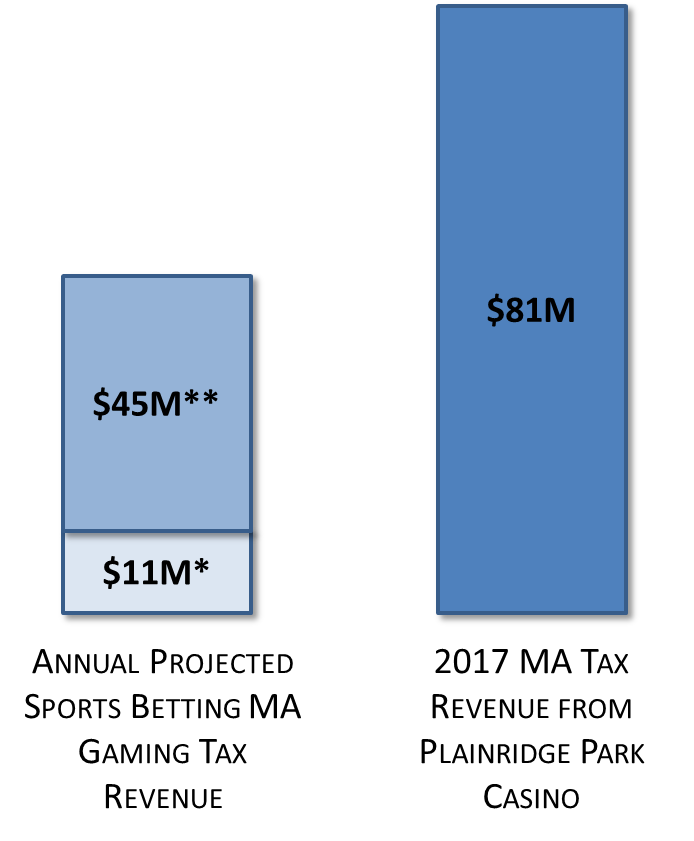 $81M
$45M**
$11M*
Annual Projected
Sports Betting MA
Gaming Tax
Revenue
2017 MA Tax
Revenue from
Plainridge Park
Casino